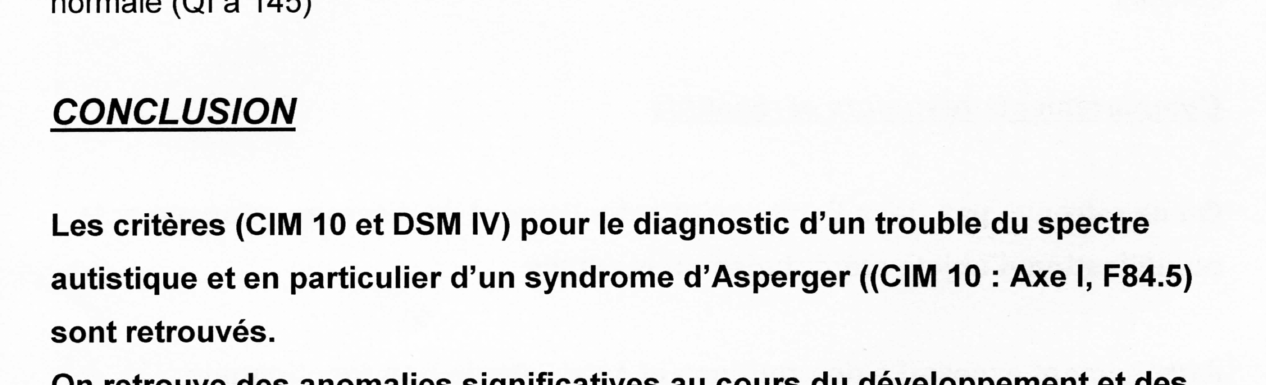 normale (QI à 145)
CONCLUSION
Les critères (CIM 10 et DSM IV) pour le diagnostic d’un trouble du spectre
autistique et en particulier d’un syndrome d’Asperger ((CIM 10 : Axe I, F84.5)
sont retrouvés.
On retrouve des anomalies significatives au cours du développement et des